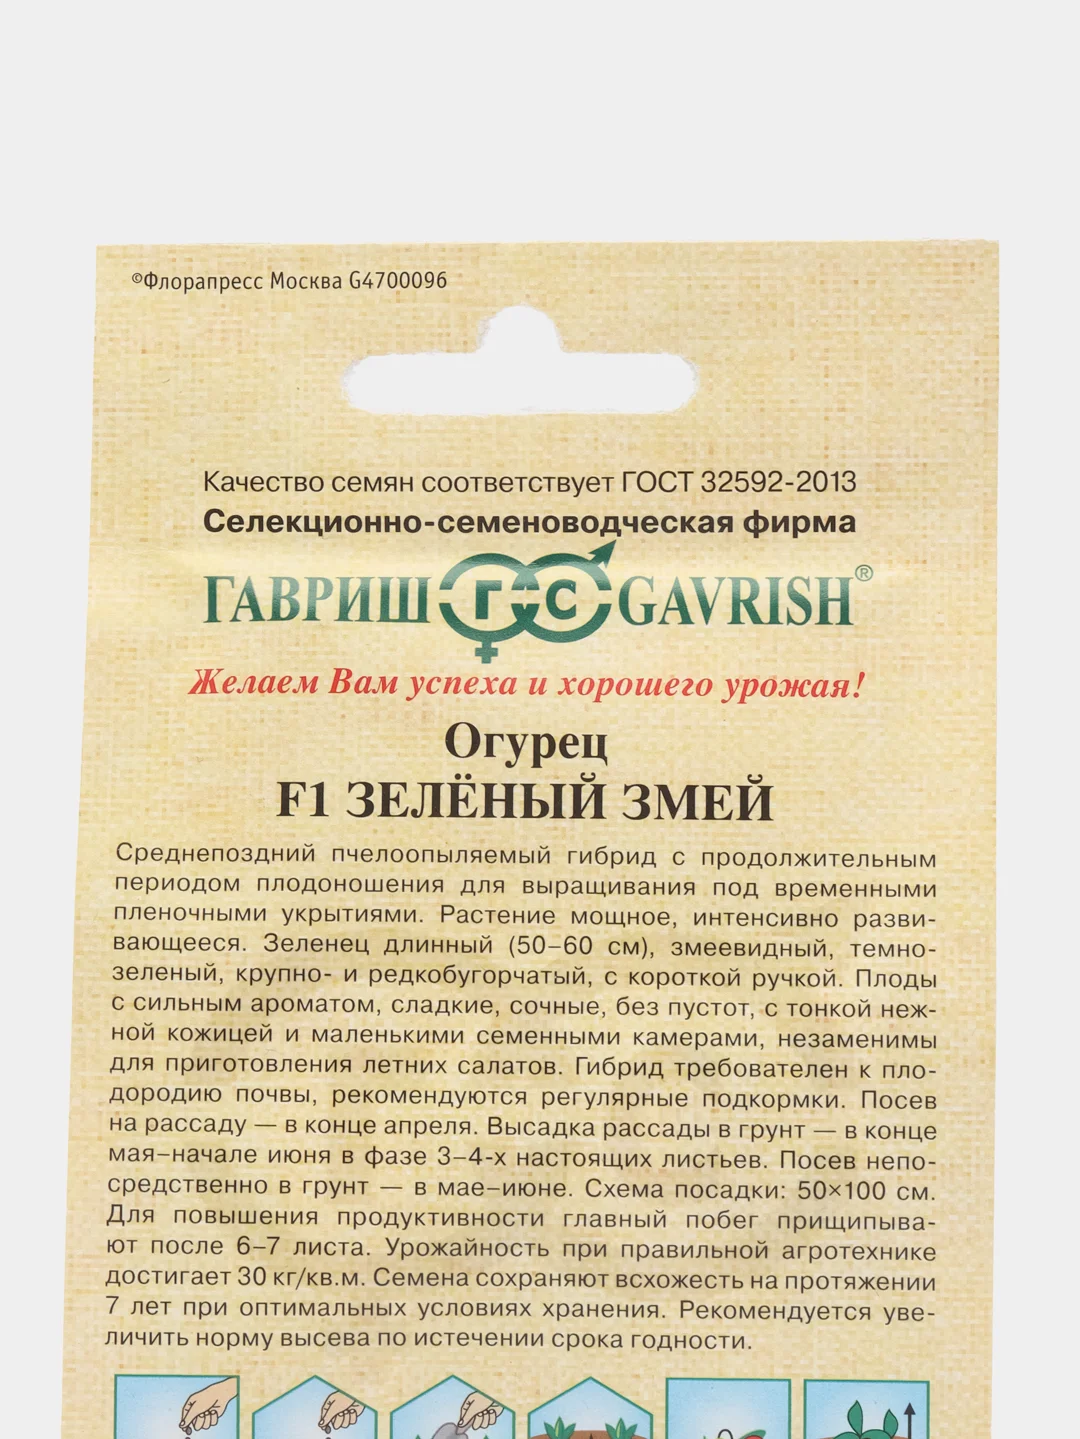 ©Флорапресс Москва G4700096
Качество семян соответствует ГОСТ 32592-2013
Селекционно-семеноводческая фирма
ГАВРИШ ГС GAVRISH®
Желаем Вам успеха и хорошего урожая!
Огурец
F1 ЗЕЛЁНЫЙ ЗМЕЙ
Среднепоздний пчелоопыляемый гибрид с продолжительным
периодом плодоношения для выращивания под временными
пленочными укрытиями. Растение мощное, интенсивно разви-
вающееся. Зеленец длинный (50–60 см), змеевидный, темно-
зеленый, крупно- и редкобугорчатый, с короткой ручкой. Плоды
с сильным ароматом, сладкие, сочные, без пустот, с тонкой неж-
ной кожицей и маленькими семенными камерами, незаменимы
для приготовления летних салатов. Гибрид требователен к пло-
дородию почвы, рекомендуются регулярные подкормки. Посев
на рассаду — в конце апреля. Высадка рассады в грунт — в конце
мая–начале июня в фазе 3–4-х настоящих листьев. Посев непо-
средственно в грунт — в мае–июне. Схема посадки: 50×100 см.
Для повышения продуктивности главный побег прищипыва-
ют после 6–7 листа. Урожайность при правильной агротехнике
достигает 30 кг/кв.м. Семена сохраняют всхожесть на протяжении
7 лет при оптимальных условиях хранения. Рекомендуется уве-
личить норму высева по истечении срока годности.